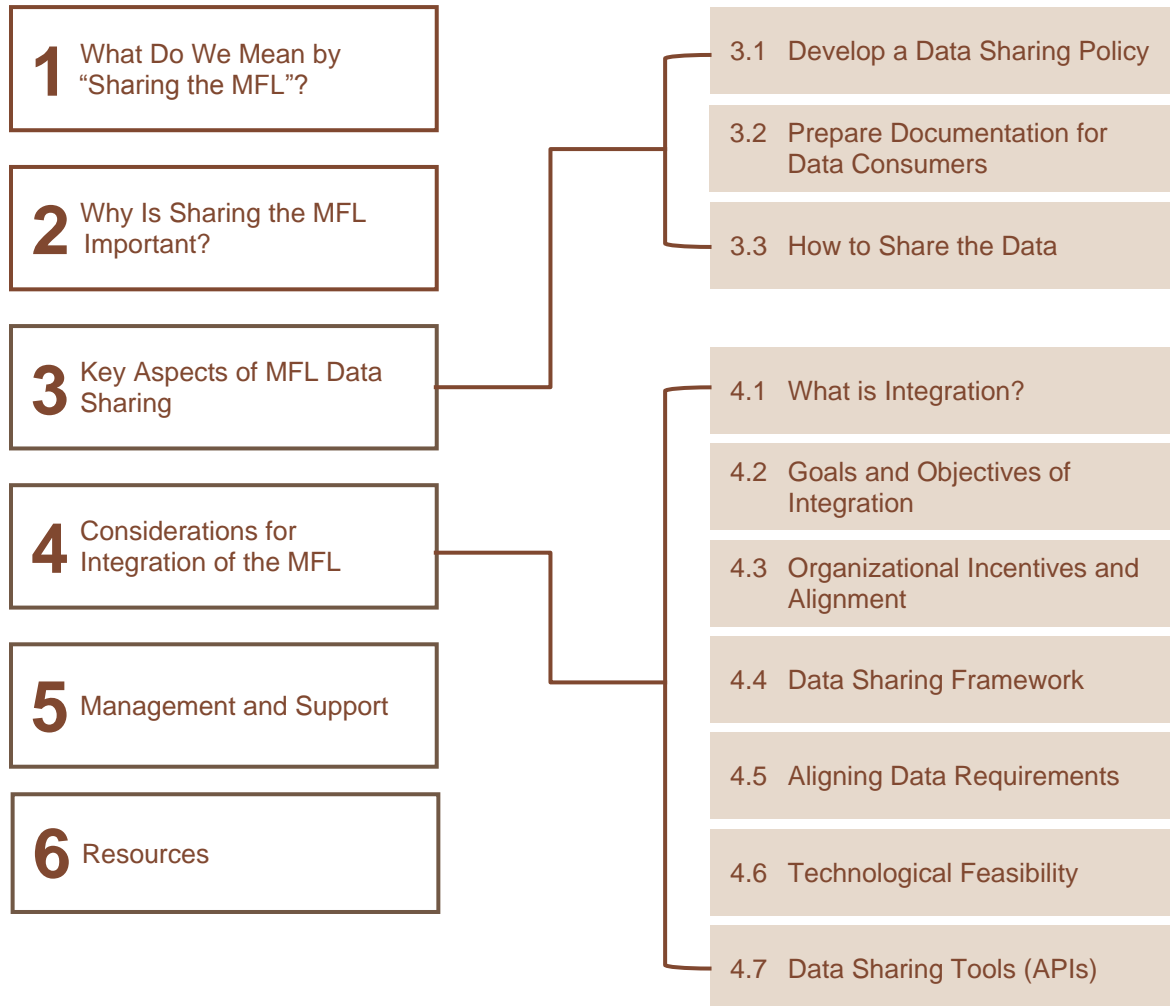 1 What Do We Mean by
“Sharing the MFL”?
2 Why Is Sharing the MFL
Important?
3 Key Aspects of MFL Data
Sharing
4 Considerations for
Integration of the MFL
5 Management and Support
6 Resources
3.1 Develop a Data Sharing Policy
3.2 Prepare Documentation for
Data Consumers
3.3 How to Share the Data
4.1 What is Integration?
4.2 Goals and Objectives of
Integration
4.3 Organizational Incentives and
Alignment
4.4 Data Sharing Framework
4.5 Aligning Data Requirements
4.6 Technological Feasibility
4.7 Data Sharing Tools (APIs)